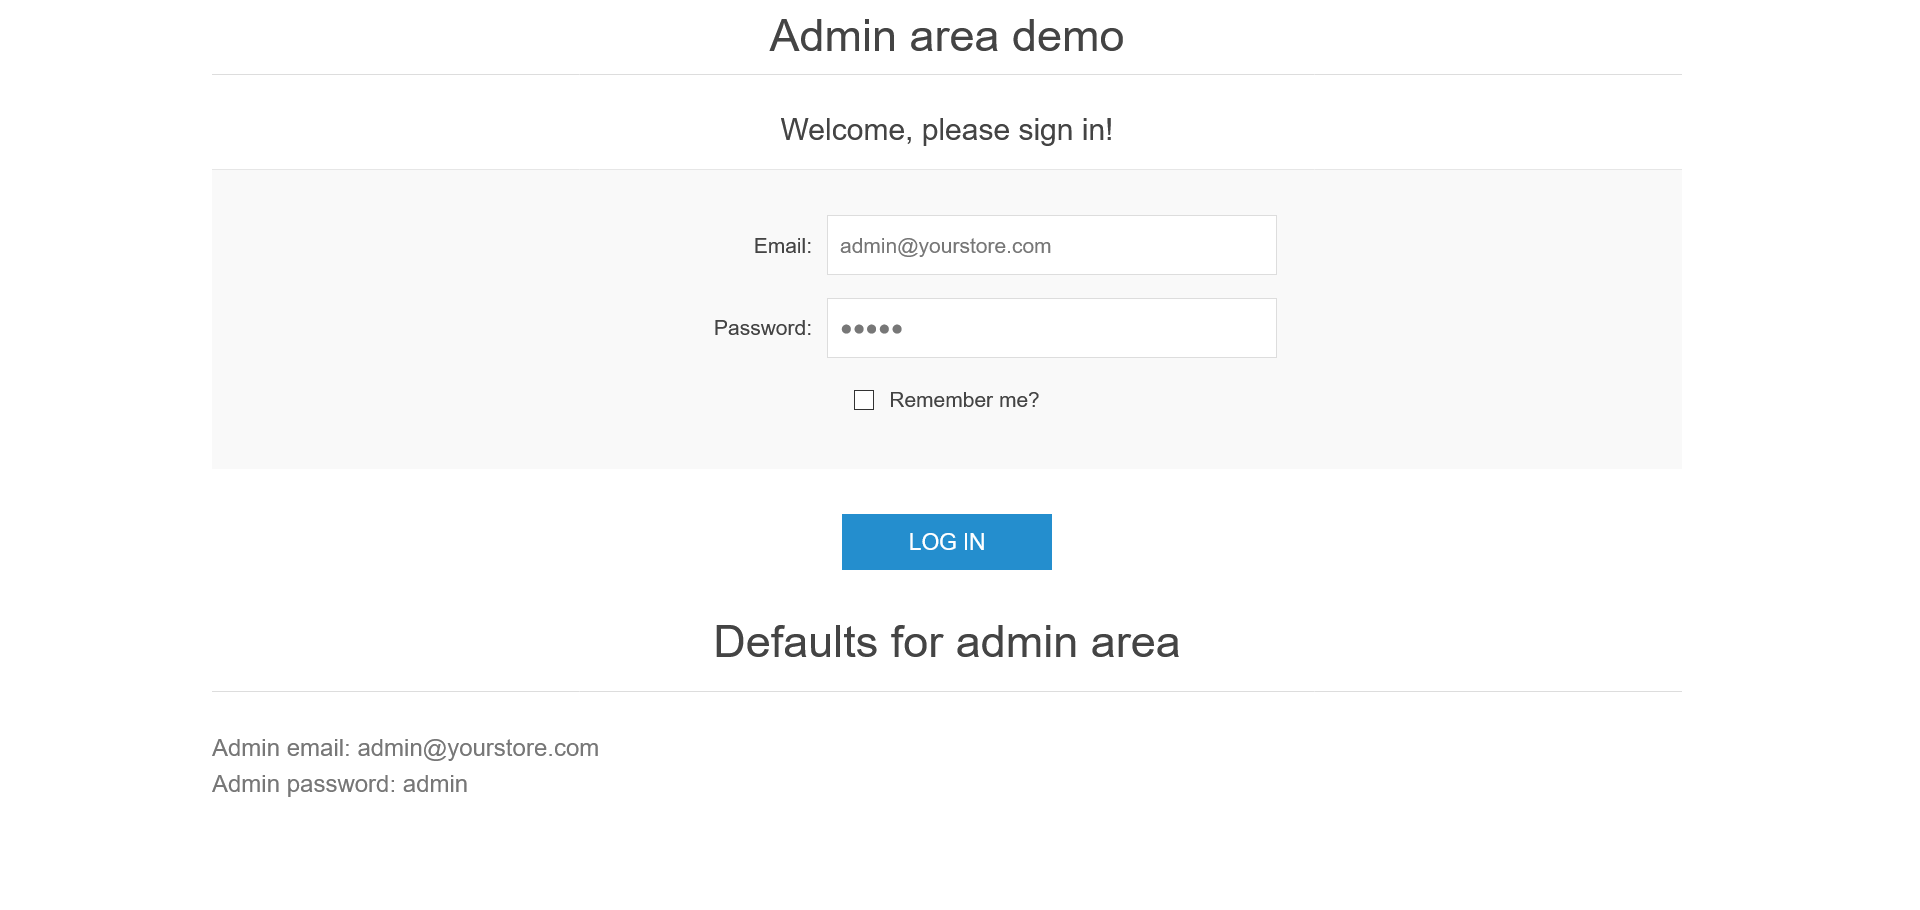 Admin area demo
Welcome, please sign in!
Email: admin@yourstore.com
Password: •••••
Remember me?
LOG IN
Defaults for admin area
Admin email: admin@yourstore.com
Admin password: admin